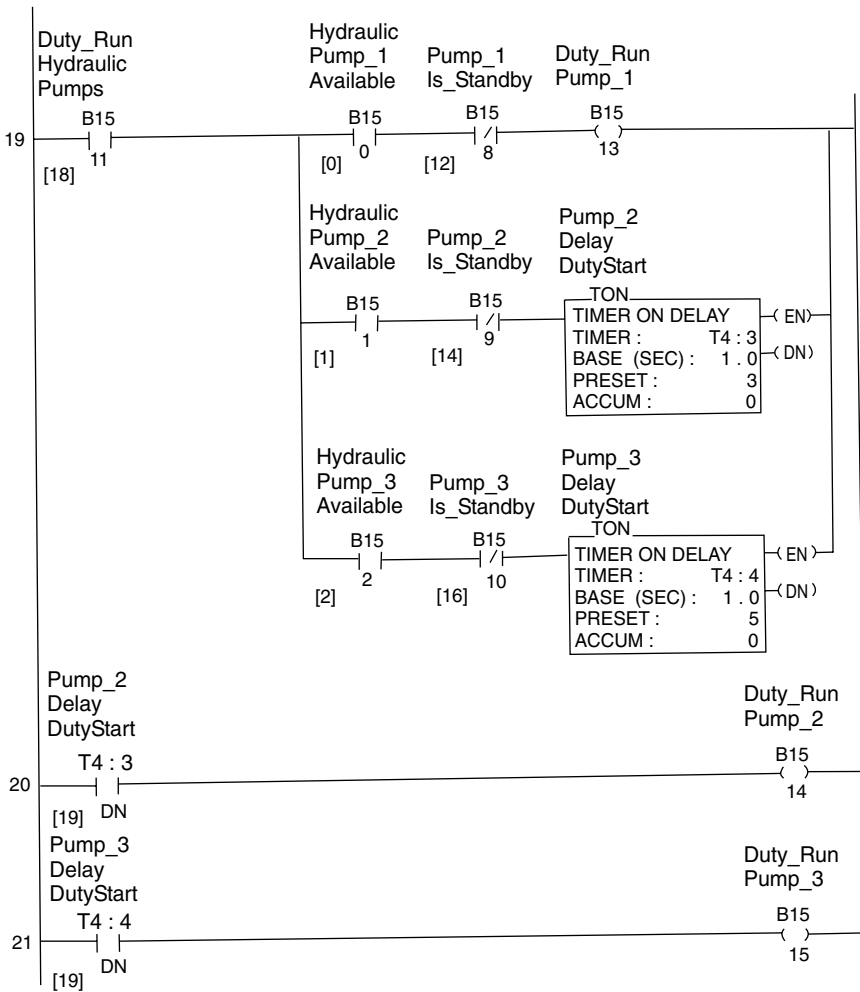 Duty_Run
Hydraulic
Pumps
Hydraulic
Pump_1
Available
Pump_1
Is_Standby
Duty_Run
Pump_1
19
B15
11
[18]
B15
0
[0]
B15
8
[12]
B15
13
Hydraulic
Pump_2
Available
Pump_2
Is_Standby
Pump_2
Delay
DutyStart
B15
1
[1]
B15
9
[14]
TON
TIMER ON DELAY
TIMER : T4 : 3
BASE (SEC) : 1 . 0
PRESET : 3
ACCUM : 0
EN
DN
Hydraulic
Pump_3
Available
Pump_3
Is_Standby
Pump_3
Delay
DutyStart
B15
2
[2]
B15
10
[16]
TON
TIMER ON DELAY
TIMER : T4 : 4
BASE (SEC) : 1 . 0
PRESET : 5
ACCUM : 0
EN
DN
Pump_2
Delay
DutyStart
Duty_Run
Pump_2
20
T4 : 3
DN
[19]
B15
14
Pump_3
Delay
DutyStart
Duty_Run
Pump_3
21
T4 : 4
DN
[19]
B15
15